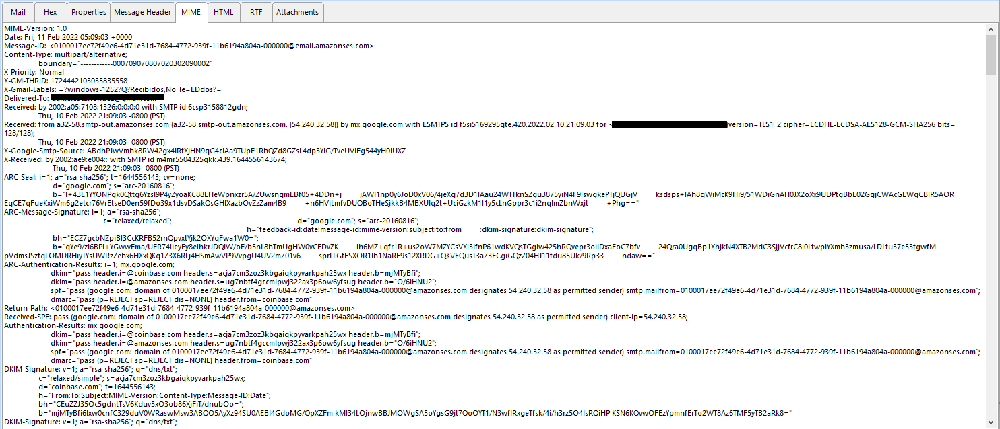 Mail Hex Properties Message Header MIME HTML RTF Attachments
MIME-Version: 1.0
Date: Fri, 11 Feb 2022 05:09:03 +0000
Message-ID: <0100017ee72f49e6-4d71e31d-7684-4772-939f-11b6194a804a-000000@email.amazonses.com>
Content-Type: multipart/alternative;
boundary="------------000709070807020302090002"
X-Priority: Normal
X-GM-THRID: 1724442103035835558
X-Gmail-Labels: =?windows-1252?Q?Recibidos,No_le=EDdos?=
Delivered-To:
Received: by 2002:a05:7108:1326:0:0:0:0 with SMTP id 6csp3158812gdn;
Thu, 10 Feb 2022 21:09:03 -0800 (PST)
Received: from a32-58.smtp-out.amazonses.com (a32-58.smtp-out.amazonses.com. [54.240.32.58]) by mx.google.com with ESMTPS id f5si5169295qte.420.2022.02.10.21.09.03 for < (version=TLS1_2 cipher=ECDHE-ECDSA-AES128-GCM-SHA256 bits=
128/128);
Thu, 10 Feb 2022 21:09:03 -0800 (PST)
X-Google-Smtp-Source: ABdhPJwVmhk8RW42gx4lRtXjHN9qG4clAa9TUpF1RhQZd8GZsL4dp3YIG/TveUVIFg544yH0iUXZ
X-Received: by 2002:ae9:e004:: with SMTP id m4mr5504325qkk.439.1644556143674;
Thu, 10 Feb 2022 21:09:03 -0800 (PST)
ARC-Seal: i=1; a="rsa-sha256"; t=1644556143; cv=none;
d="google.com"; s="arc-20160816";
b="l+43E1YYONPgk0Qttg6YzsI9P4yZyoaKC88EHeWpnxzr5A/ZUwsnqmEBf05+4DDn+j jAWI1np0y6JoD0xV06/4jeXq7d3D1lAau24WTTknSZgu3875yiN4F9lswgkePTjQUGjV ksdsps+IAh8qWiMcK9Hi9/51WDiGnAH0JX2oXx9UDPtgBbE02GgjCWAcGEWqCBIR5AOR
EqCE7qFueKxiWm6g2etcr76VrEtseD0en59fDo39x1dsvDSakQsGHIXazbOvZzZam4B9 +n6HViLmfvDUQBoTHeSjkkB4MBXUIq2t+UciGzkM1l1y5cLnGppr3c1i2nqlmZbnWxjt +Phg=="
ARC-Message-Signature: i=1; a="rsa-sha256";
c="relaxed/relaxed"; d="google.com"; s="arc-20160816";
h="feedback-id:date:message-id:mime-version:subject:to:from :dkim-signature:dkim-signature";
bh="ECZ7gcbNZpiBI3CcKRFB52rnQpvxtYjk2OXYqFwa1W0=";
b="qYe9/zi6BPI+YGwwFma/UFR74lieyEy8elhkrJDQIW/oF/b5nL8hTmUgHW0vCEDvZK ih6MZ+qfr1R+us2oW7MZYCsVXl3IfnP61wdKVQsTGglw425hRQvepr3oilDxaFoC7bfv 24Qra0UgqBp1XhjkN4XTB2MdC3SjjVcfrC8I0LtwpiYXmh3zmusa/LDLtu37e53tgwfM
pVdmsJSzfqLOMDRHiyTYsUWRzZehx6HXxQKq1Z3X6RLj4HSmAwVP9VvpgU4UV2mZ01v6 sprLLGfFSXOR1Ih1NaRE9s12XRDG+QKVEQusT3aZ3FCgiGQzZ04HJ11fdu85Uk/9Rp33 ndaw=="
ARC-Authentication-Results: i=1; mx.google.com;
dkim="pass header.i=@coinbase.com header.s=acja7cm3zoz3kbgaiqkpyvarkpah25wx header.b=mjMTyBfi";
dkim="pass header.i=@amazonses.com header.s=ug7nbtf4gccmlpwj322ax3p6ow6yfsug header.b="O/6iHNU2";
spf="pass (google.com: domain of 0100017ee72f49e6-4d71e31d-7684-4772-939f-11b6194a804a-000000@amazonses.com designates 54.240.32.58 as permitted sender) smtp.mailfrom=0100017ee72f49e6-4d71e31d-7684-4772-939f-11b6194a804a-000000@amazonses.com";
dmarc="pass (p=REJECT sp=REJECT dis=NONE) header.from=coinbase.com"
Return-Path: <0100017ee72f49e6-4d71e31d-7684-4772-939f-11b6194a804a-000000@amazonses.com>
Received-SPF: pass (google.com: domain of 0100017ee72f49e6-4d71e31d-7684-4772-939f-11b6194a804a-000000@amazonses.com designates 54.240.32.58 as permitted sender) client-ip=54.240.32.58;
Authentication-Results: mx.google.com;
dkim="pass header.i=@coinbase.com header.s=acja7cm3zoz3kbgaiqkpyvarkpah25wx header.b=mjMTyBfi";
dkim="pass header.i=@amazonses.com header.s=ug7nbtf4gccmlpwj322ax3p6ow6yfsug header.b="O/6iHNU2";
spf="pass (google.com: domain of 0100017ee72f49e6-4d71e31d-7684-4772-939f-11b6194a804a-000000@amazonses.com designates 54.240.32.58 as permitted sender) smtp.mailfrom=0100017ee72f49e6-4d71e31d-7684-4772-939f-11b6194a804a-000000@amazonses.com";
dmarc="pass (p=REJECT sp=REJECT dis=NONE) header.from=coinbase.com"
DKIM-Signature: v=1; a="rsa-sha256"; q="dns/txt";
c="relaxed/simple"; s=acja7cm3zoz3kbgaiqkpyvarkpah25wx;
d="coinbase.com"; t=1644556143;
h="From:To:Subject:MIME-Version:Content-Type:Message-ID:Date";
bh="CEuZZJ35Oc5gdntTsV6Kduv5xO3ob86XjFiT/dnubOo=";
b="mjMTyBfi6Ixw0cnfC329duV0WRaswMsw3ABQO5AyXz94SU0AEBI4GdoMG/QpXZFm kMI34LOjnwBBJMOWgSA5oYgsG9jt7QoOYT1/N3wfIRxgeTfsk/4i/h3rz5O4IsRQiHP KSN6KQvwOFEzYpmnfErTo2WT8Az6TMF5yTB2aRk8="
DKIM-Signature: v=1; a="rsa-sha256"; q="dns/txt";